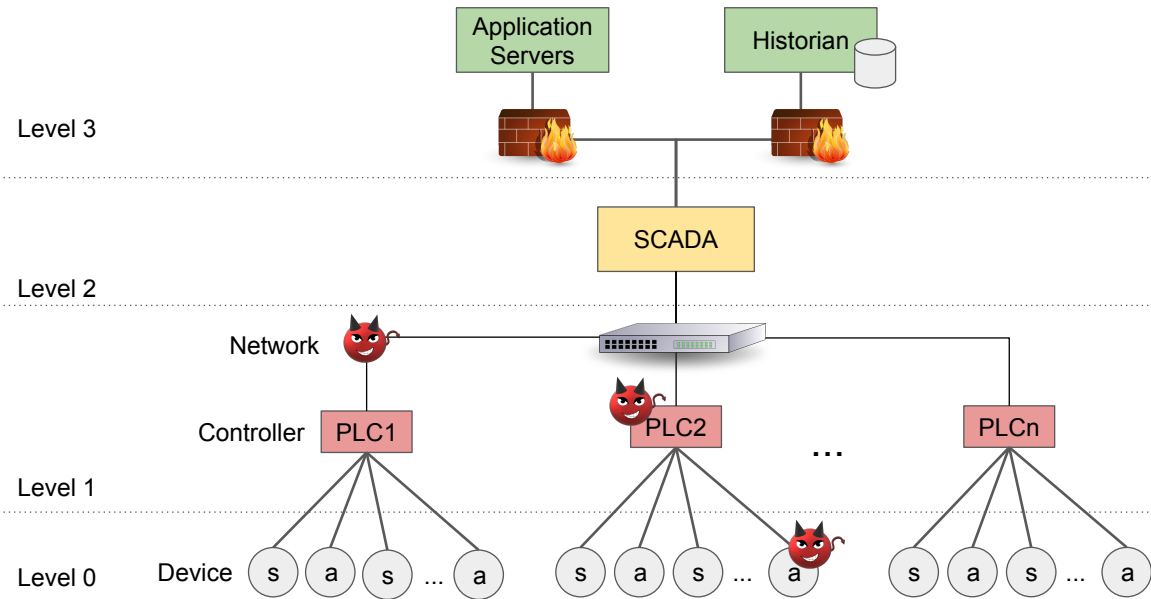 Application
Servers
Historian
Level 3
SCADA
Level 2
Network
Controller
PLC1
PLC2
PLCn
...
Level 1
Level 0
Device
s
a
s
...
a
s
a
s
...
a
s
a
s
...
a